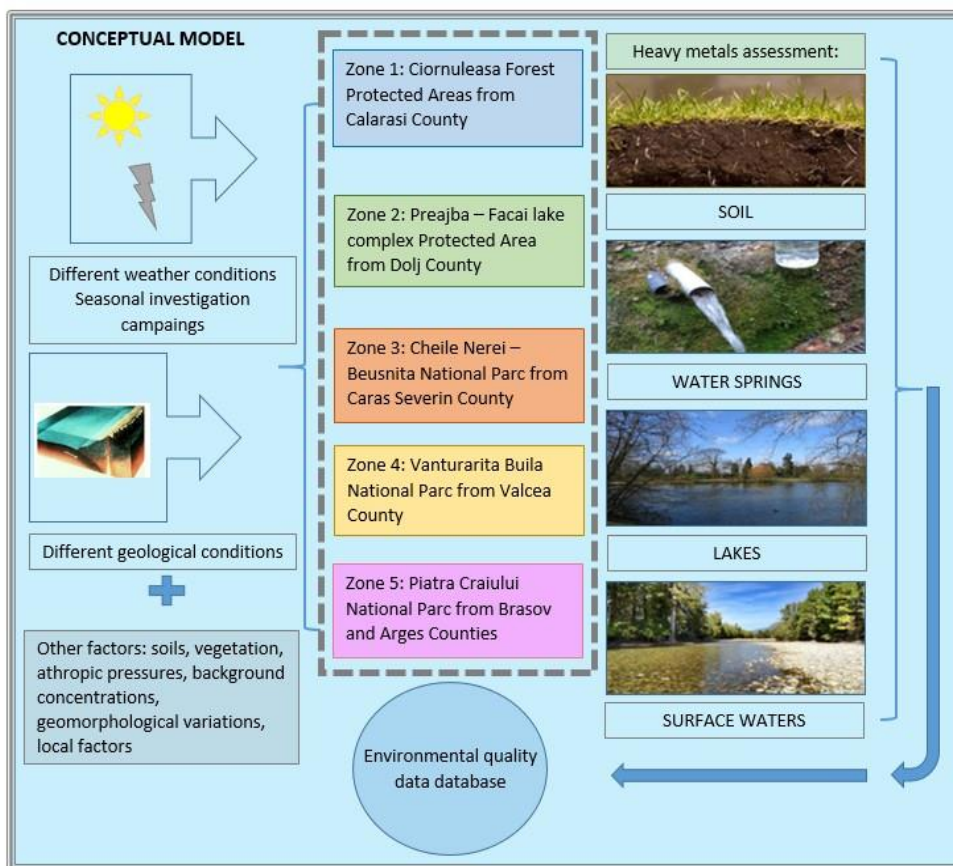 CONCEPTUAL MODEL
Different weather conditions
Seasonal investigation
campaings
Different geological conditions
Other factors: soils, vegetation,
athropic pressures, background
concentrations,
geomorphological variations,
local factors
Zone 1: Ciornuleasa Forest
Protected Areas from
Calarasi County
Zone 2: Preajba – Facai lake
complex Protected Area
from Dolj County
Zone 3: Cheile Nerei –
Beusnita National Parc from
Caras Severin County
Zone 4: Vanturarita Buila
National Parc from Valcea
County
Zone 5: Piatra Craiului
National Parc from Brasov
and Arges Counties
Environmental quality
data database
Heavy metals assessment:
SOIL
WATER SPRINGS
LAKES
SURFACE WATERS